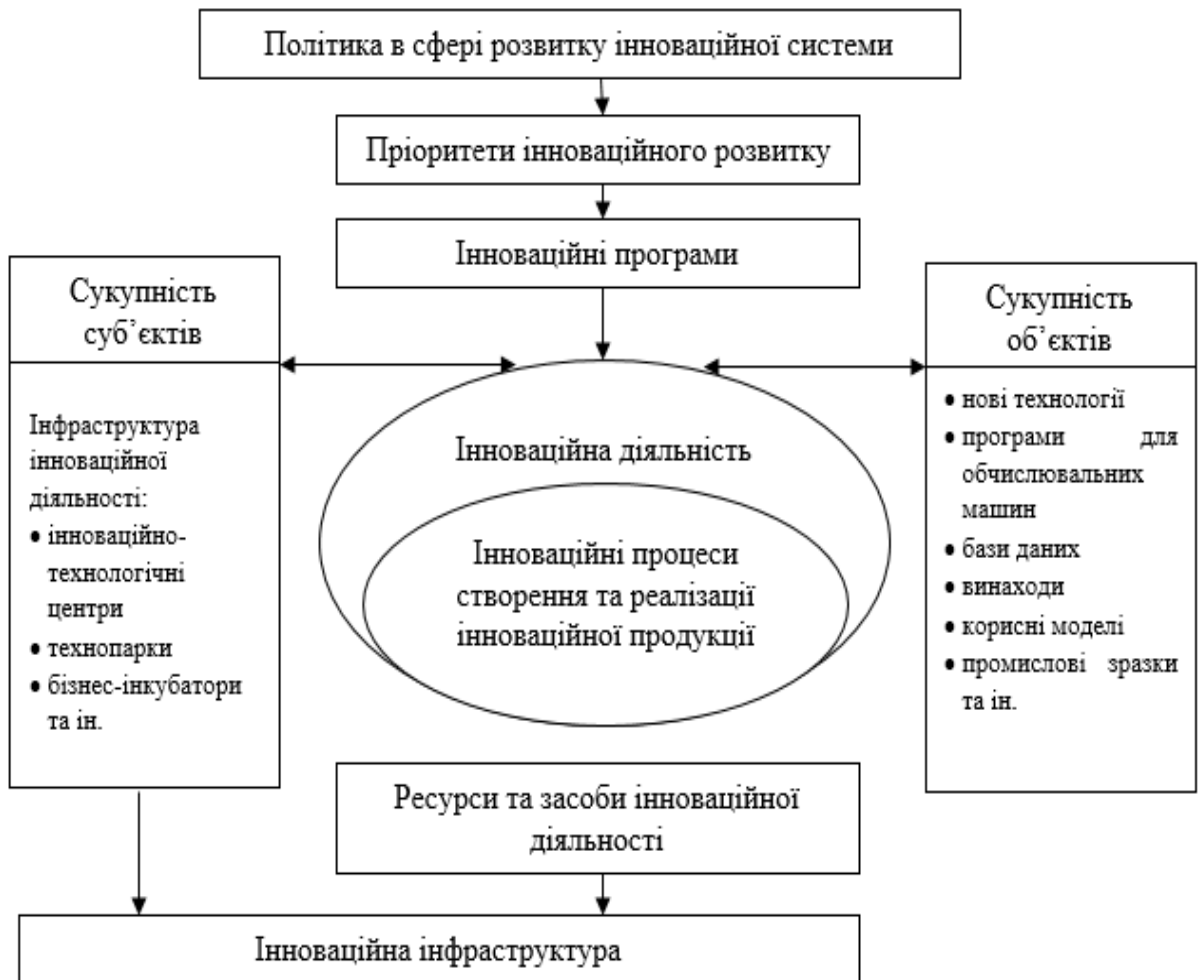 Політика в сфері розвитку інноваційної системи
Пріоритети інноваційного розвитку
Інноваційні програми
Сукупність
суб’єктів
Інфраструктура
інноваційної
діяльності:
• інноваційно-
технологічні
центри
• технопарки
• бізнес-інкубатори
та ін.
Інноваційна діяльність
Інноваційні процеси
створення та реалізації
інноваційної продукції
Сукупність
об’єктів
• нові технології
• програми для
обчислювальних
машин
• бази даних
• винаходи
• корисні моделі
• промислові зразки
та ін.
Ресурси та засоби інноваційної
діяльності
Інноваційна інфраструктура